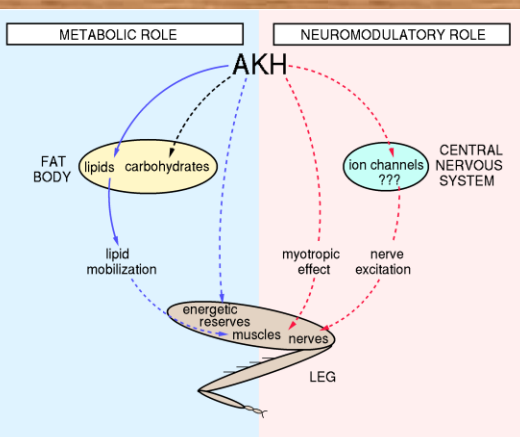 METABOLIC ROLE
NEUROMODULATORY ROLE
AKH
FAT
BODY
lipids
carbohydrates
ion channels
???
CENTRAL
NERVOUS
SYSTEM
lipid
mobilization
myotropic
effect
nerve
excitation
energetic
reserves
muscles
nerves
LEG